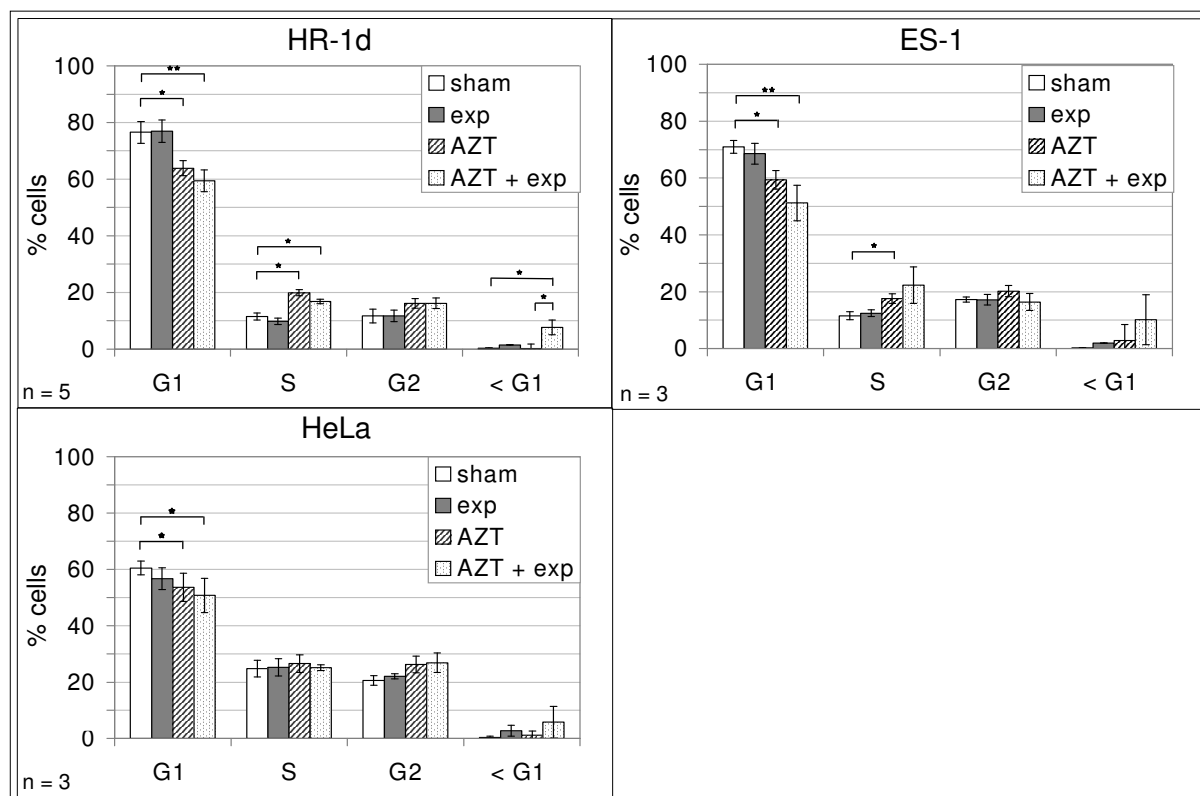 HR-1d
100
80
60
40
20
0
% cells
** 
*
*
*
*
*
sham
exp
AZT
AZT + exp
G1 S G2 < G1
n = 5
ES-1
100
80
60
40
20
0
% cells
**
*
*
sham
exp
AZT
AZT + exp
G1 S G2 < G1
n = 3
HeLa
100
80
60
40
20
0
% cells
*
*
sham
exp
AZT
AZT + exp
G1 S G2 < G1
n = 3